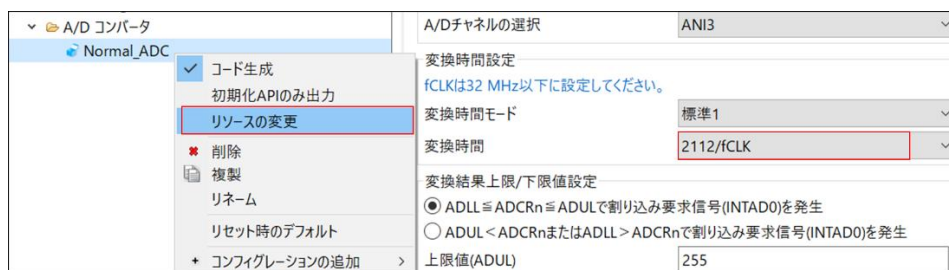 A/D コンバータ
Normal_ADC
コード生成
初期化APIのみ出力
リソースの変更
削除
複製
リネーム
リセット時のデフォルト
コンフィグレーションの追加
A/Dチャネルの選択 ANI3
変換時間設定
fCLKは32 MHz以下に設定してください。
変換時間モード 標準1
変換時間 2112/fCLK
変換結果上限/下限値設定
ADLL≦ADCRn≦ADULで割り込み要求信号(INTAD0)を発生
ADUL<ADCRnまたはADLL>ADCRnで割り込み要求信号(INTAD0)を発生
上限値(ADUL) 255